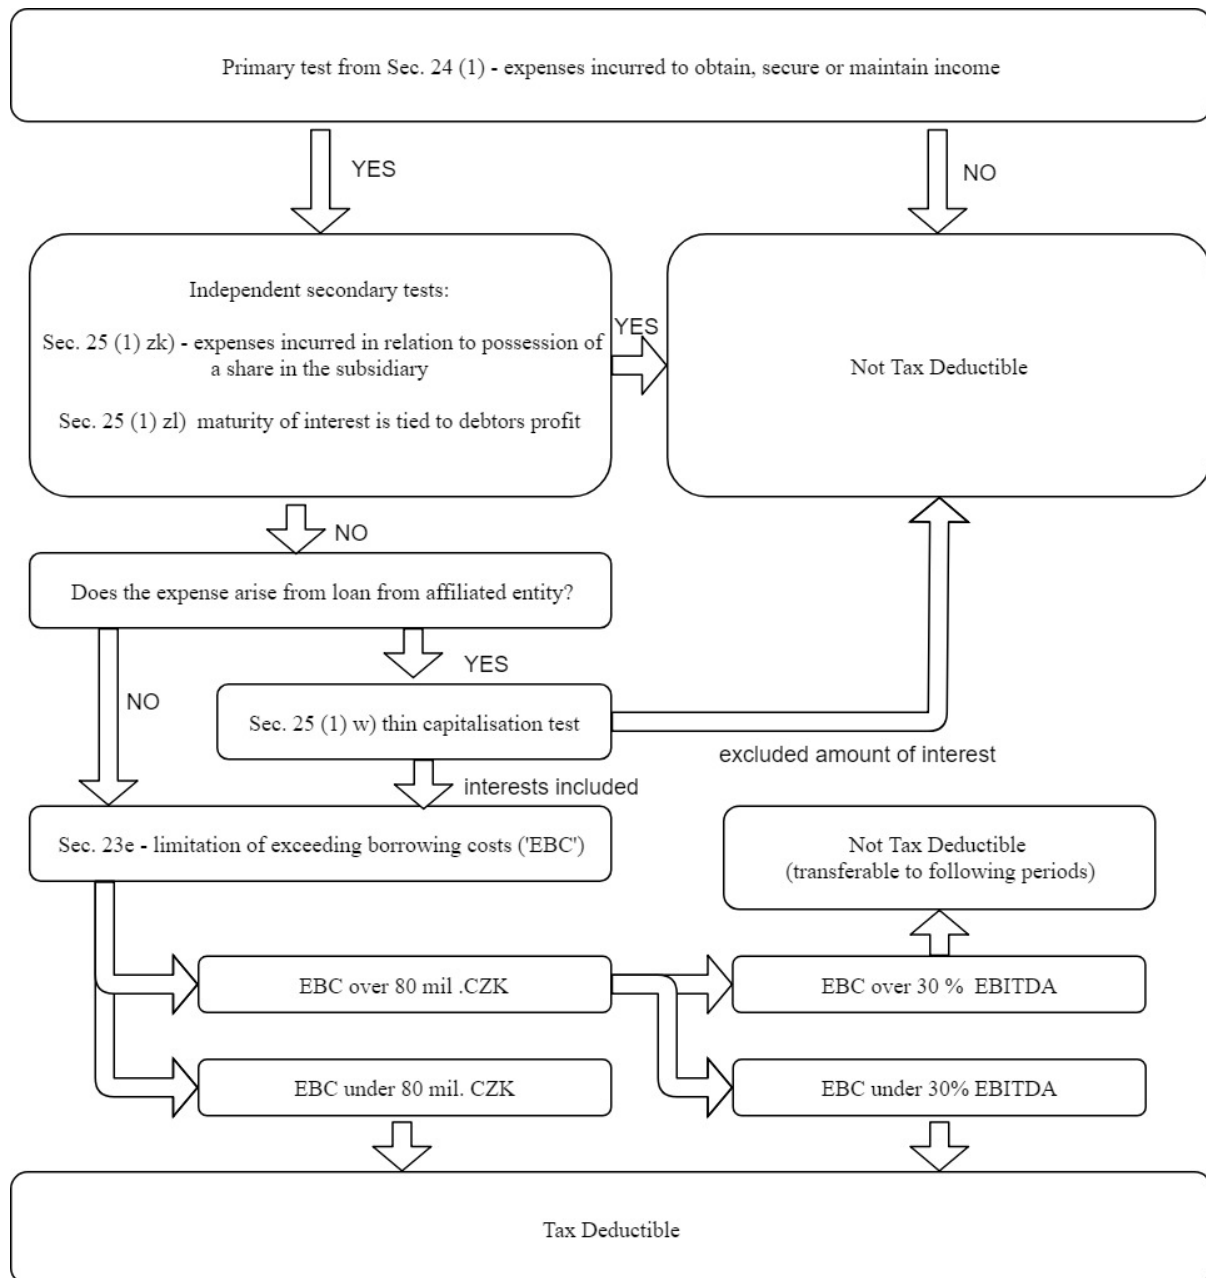 Primary test from Sec. 24 (1) - expenses incurred to obtain, secure or maintain income
YES
NO
Independent secondary tests:
Sec. 25 (1) zk) - expenses incurred in relation to possession of
a share in the subsidiary
Sec. 25 (1) zl)  maturity of interest is tied to debtors profit
YES
Not Tax Deductible
NO
Does the expense arise from loan from affiliated entity?
YES
NO
Sec. 25 (1) w) thin capitalisation test
excluded amount of interest
interests included
Sec. 23e - limitation of exceeding borrowing costs ('EBC')
Not Tax Deductible
(transferable to following periods)
EBC over 80 mil .CZK
EBC over 30 %  EBITDA
EBC under 80 mil. CZK
EBC under 30% EBITDA
Tax Deductible